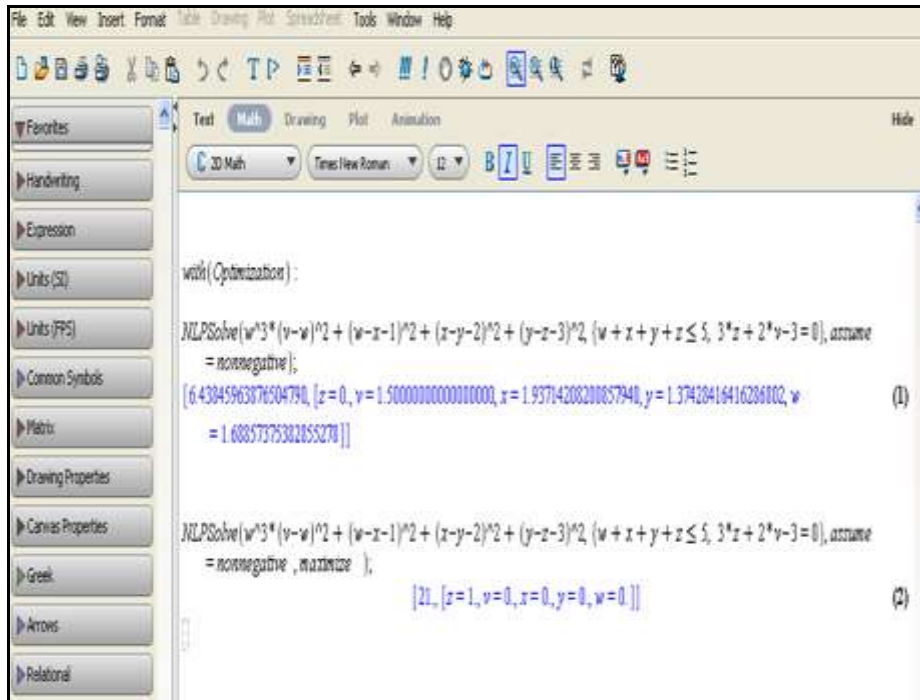 File Edit View Insert Format Table Drawing Plot Spreadsheet Tools Window Help
Text Math Drawing Plot Animation Hide
2D Math Times New Roman 12 B I U
Favorites
Handwriting
Expression
Units (SI)
Units (FPS)
Common Symbols
Matrix
Drawing Properties
Canvas Properties
Greek
Arrows
Relational
with(Optimization) :
NLPSolve(w^3*(v-w)^2 + (w-x-1)^2 + (x-y-2)^2 + (y-z-3)^2, {w + x + y + z ≤ 5, 3*z + 2*v-3 = 0}, assume
= nonnegative);
[6.43845963876504790, [z = 0., v = 1.50000000000000000, x = 1.93714208200857940, y = 1.37428416416286002, w
= 1.68857375382855270]]
(1)
NLPSolve(w^3*(v-w)^2 + (w-x-1)^2 + (x-y-2)^2 + (y-z-3)^2, {w + x + y + z ≤ 5, 3*z + 2*v-3 = 0}, assume
= nonnegative , maximize );
[21., [z = 1., v = 0., x = 0., y = 0., w = 0.]]
(2)